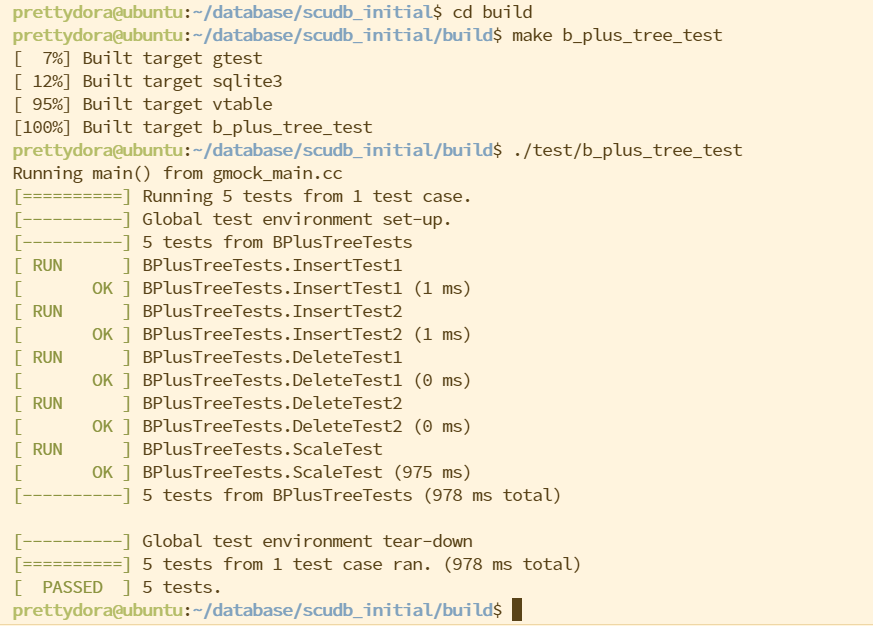 prettydora@ubuntu:~/database/scudb_initial$ cd build
prettydora@ubuntu:~/database/scudb_initial/build$ make b_plus_tree_test
[  7%] Built target gtest
[ 12%] Built target sqlite3
[ 95%] Built target vtable
[100%] Built target b_plus_tree_test
prettydora@ubuntu:~/database/scudb_initial/build$ ./test/b_plus_tree_test
Running main() from gmock_main.cc
[==========] Running 5 tests from 1 test case.
[----------] Global test environment set-up.
[----------] 5 tests from BPlusTreeTests
[ RUN      ] BPlusTreeTests.InsertTest1
[       OK ] BPlusTreeTests.InsertTest1 (1 ms)
[ RUN      ] BPlusTreeTests.InsertTest2
[       OK ] BPlusTreeTests.InsertTest2 (1 ms)
[ RUN      ] BPlusTreeTests.DeleteTest1
[       OK ] BPlusTreeTests.DeleteTest1 (0 ms)
[ RUN      ] BPlusTreeTests.DeleteTest2
[       OK ] BPlusTreeTests.DeleteTest2 (0 ms)
[ RUN      ] BPlusTreeTests.ScaleTest
[       OK ] BPlusTreeTests.ScaleTest (975 ms)
[----------] 5 tests from BPlusTreeTests (978 ms total)

[----------] Global test environment tear-down
[==========] 5 tests from 1 test case ran. (978 ms total)
[  PASSED  ] 5 tests.
prettydora@ubuntu:~/database/scudb_initial/build$